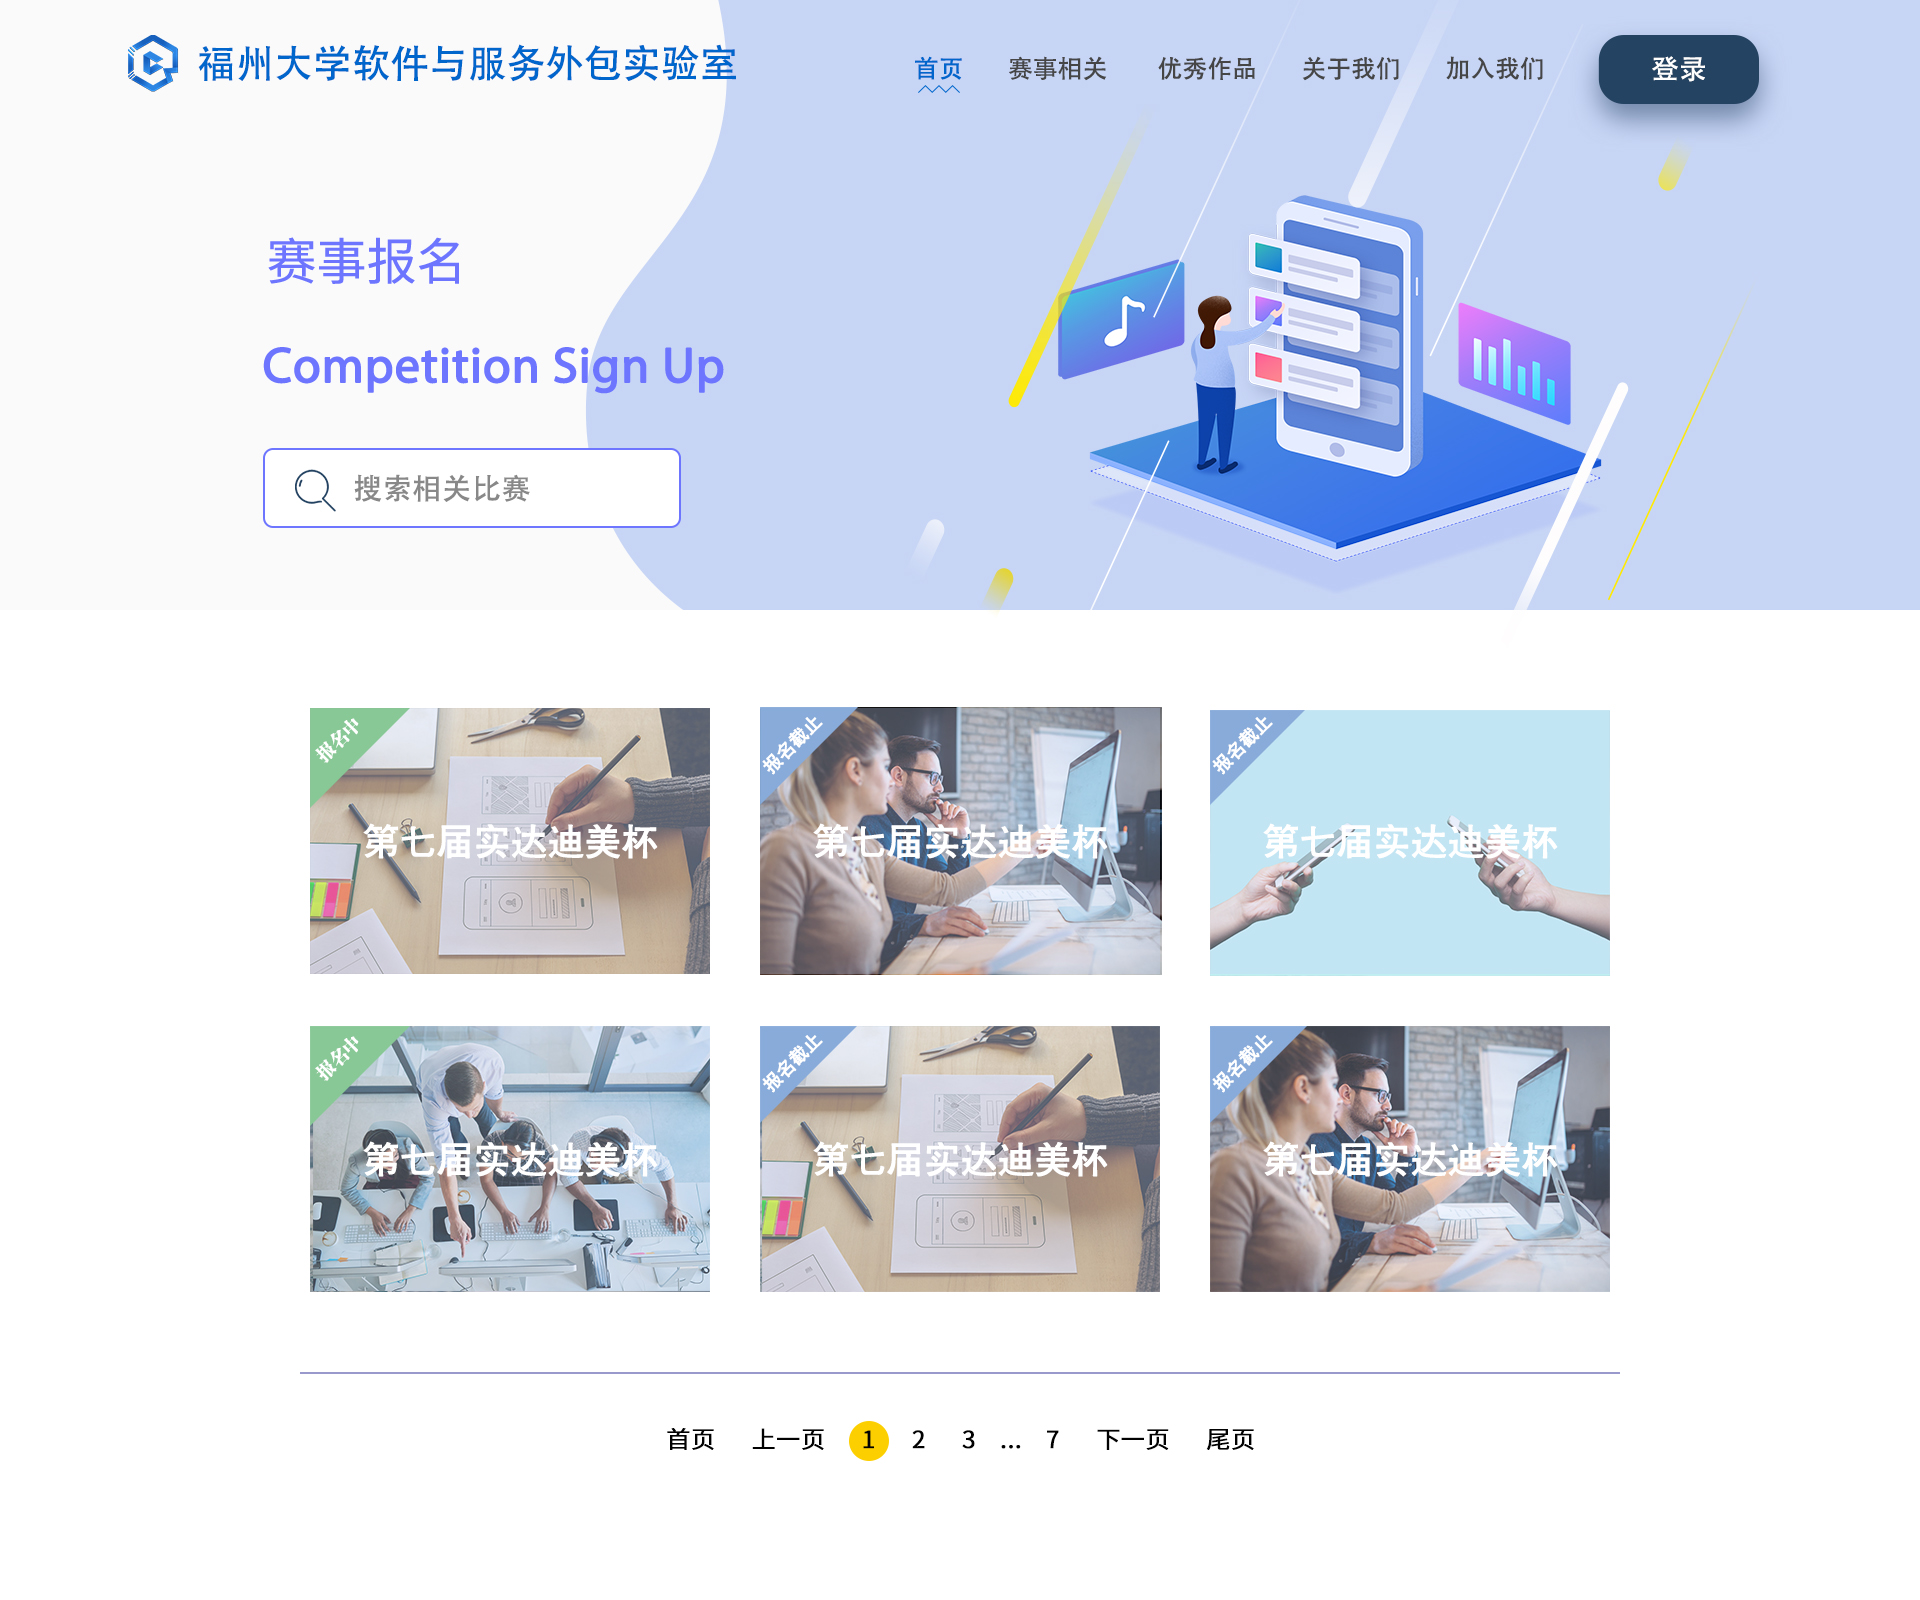 福州大学软件与服务外包实验室
首页 赛事相关 优秀作品 关于我们 加入我们 登录
赛事报名
Competition Sign Up
搜索相关比赛
报名中
第七届实达迪美杯
报名截止
第七届实达迪美杯
报名截止
第七届实达迪美杯
报名中
第七届实达迪美杯
报名截止
第七届实达迪美杯
报名截止
第七届实达迪美杯
首页 上一页 1 2 3 ... 7 下一页 尾页